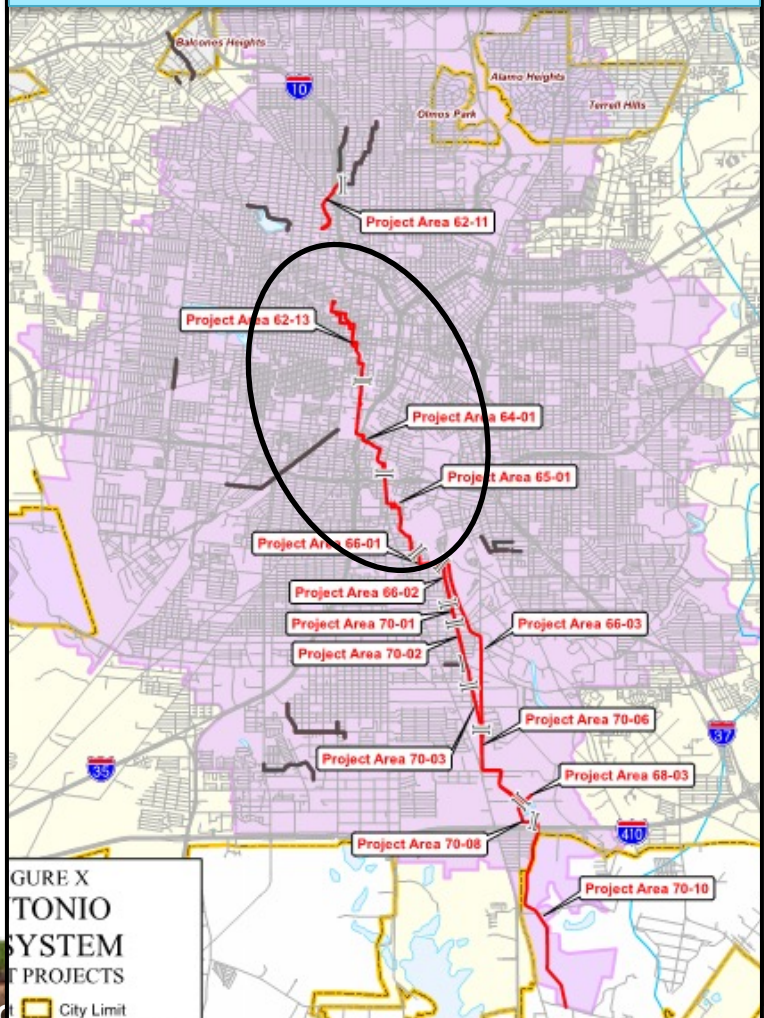 Balcones Heights
10
Alamo Heights
Terrell Hills
Olmos Park
Project Area 62-11
Project Area 62-13
Project Area 64-01
Project Area 65-01
Project Area 66-01
Project Area 66-02
Project Area 70-01
Project Area 66-03
Project Area 70-02
Project Area 70-06
37
Project Area 70-03
35
Project Area 68-03
410
Project Area 70-08
GURE X
TONIO
SYSTEM
T PROJECTS
Project Area 70-10
t City Limit